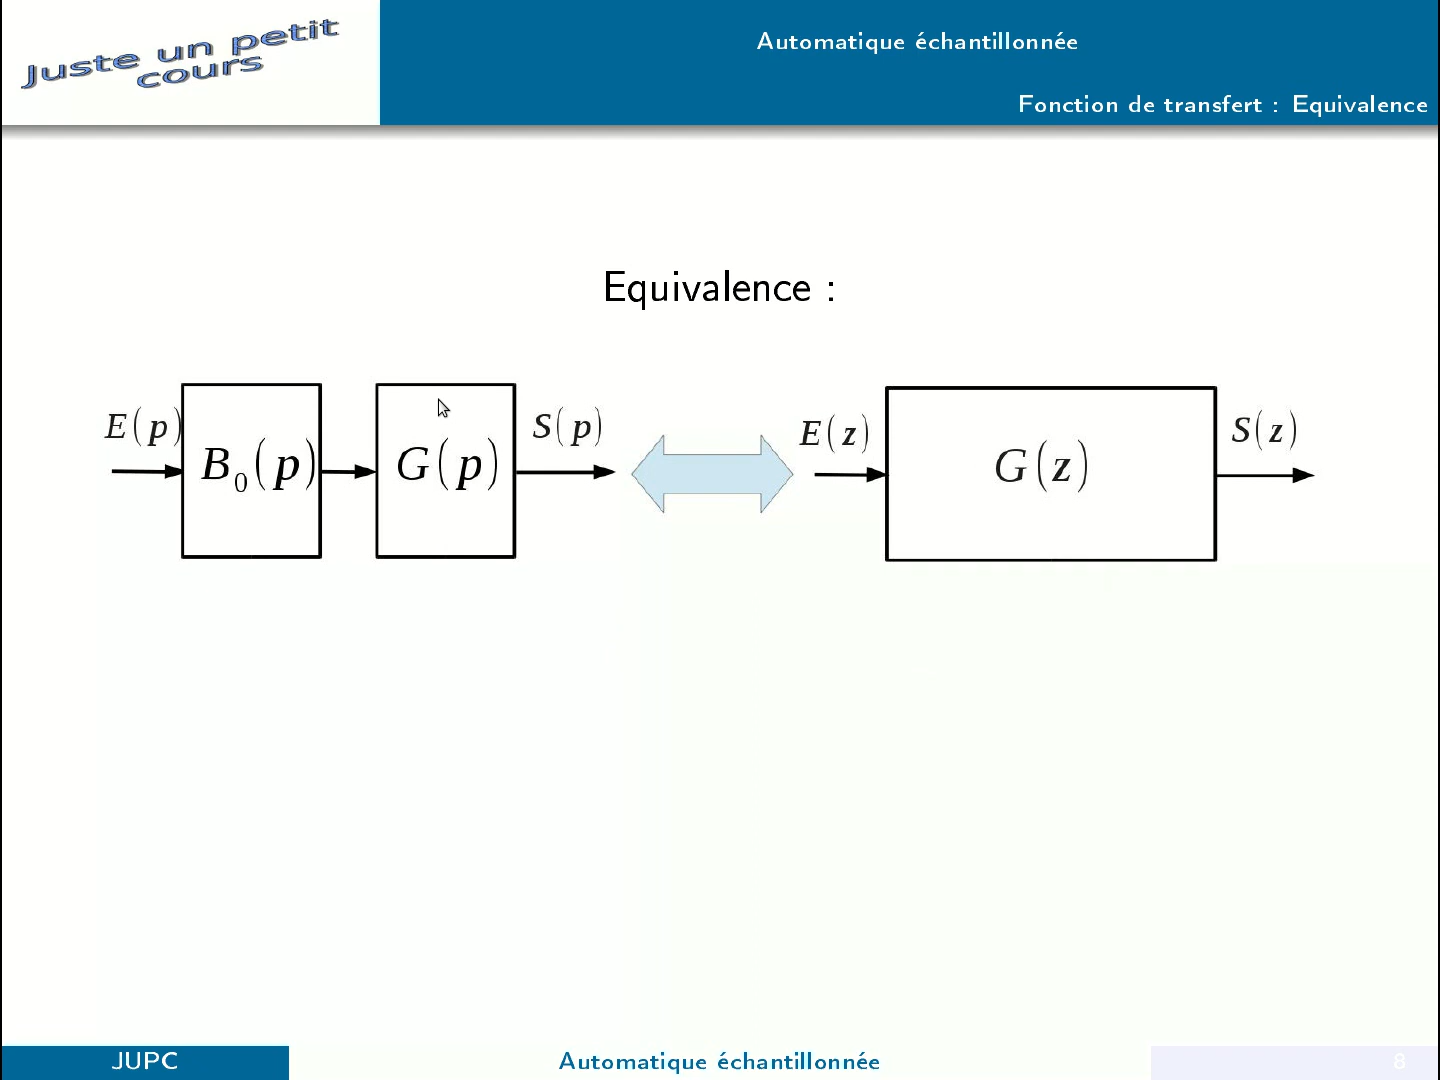 Juste un petit
cours
Automatique échantillonnée
Fonction de transfert : Equivalence
Equivalence :
E(p)
B₀(p)
G(p)
S(p)
E(z)
G(z)
S(z)
JUPC
Automatique échantillonnée
8